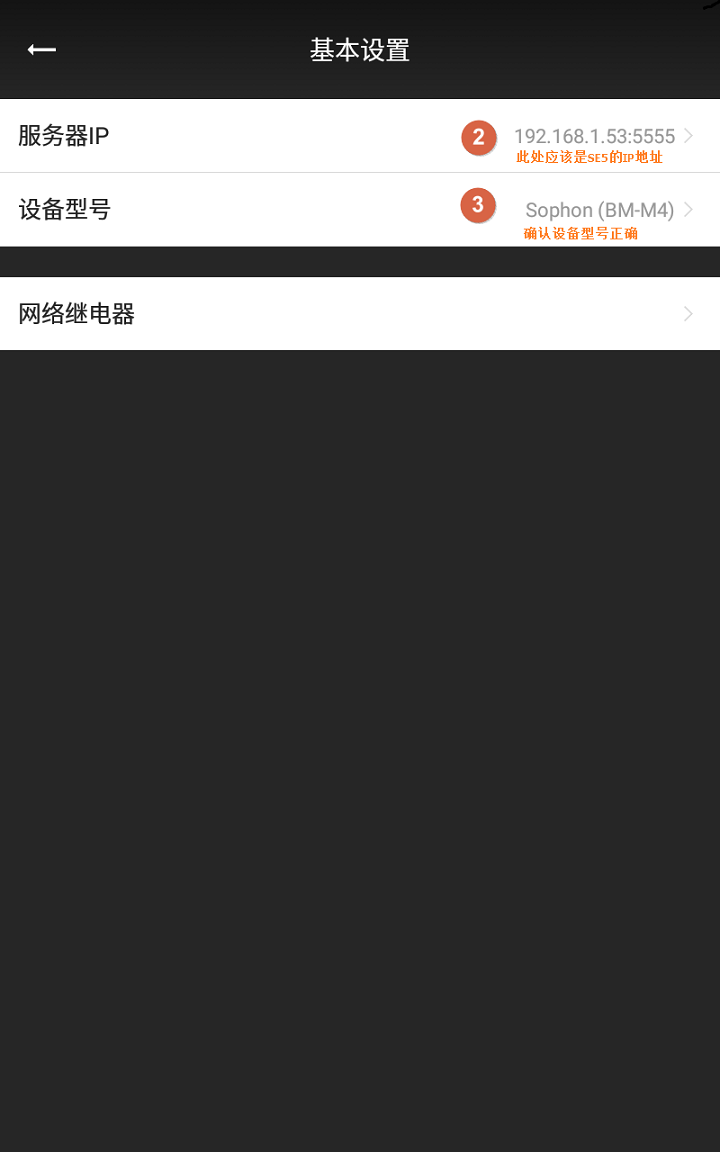 基本设置
服务器IP
2
192.168.1.53:5555
此处应该是SE5的IP地址
设备型号
3
Sophon (BM-M4)
确认设备型号正确
网络继电器